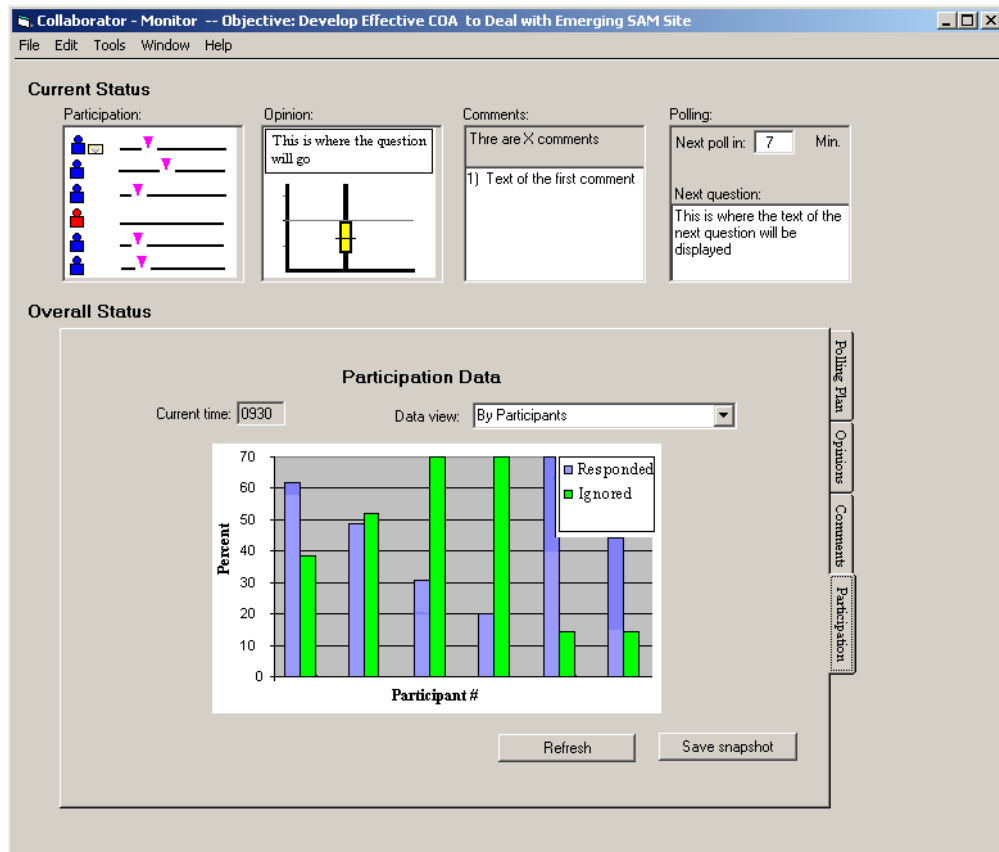 Collaborator - Monitor -- Objective: Develop Effective COA to Deal with Emerging SAM Site
File Edit Tools Window Help
Current Status
Participation:
Opinion:
This is where the question
will go
Comments:
Thre are X comments
1) Text of the first comment
Polling:
Next poll in: 7 Min.
Next question:
This is where the text of the
next question will be
displayed
Overall Status
Polling Plan
Opinions
Comments
Participation
Participation Data
Current time: 0930
Data view: By Participants
70
60
50
40
30
20
10
0
Percent
Responded
Ignored
Participant #
Refresh
Save snapshot